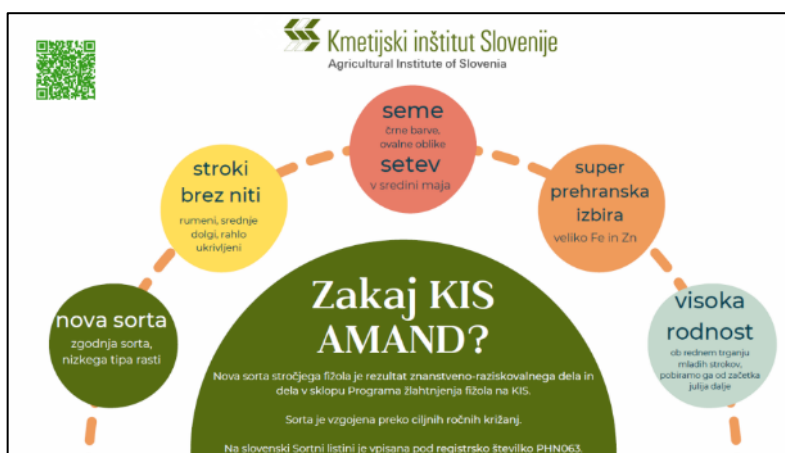 Kmetijski inštitut Slovenije
Agricultural Institute of Slovenia
seme
črne barve,
ovalne oblike
setev
v sredini maja
stroki
brez niti
rumeni, srednje
dolgi, rahlo
ukrivljeni
super
prehranska
izbira
veliko Fe in Zn
nova sorta
zgodnja sorta,
nizkega tipa rasti
visoka
rodnost
ob rednem trganju
mladih strokov,
pobiramo ga od začetka
julija dalje
Zakaj KIS
AMAND?
Nova sorta stročjega fižola je rezultat znanstveno-raziskovalnega dela in
dela v sklopu Programa žlahtnjenja fižola na KIS.
Sorta je vzgojena preko ciljnih ročnih križanj.
Na slovenski Sortni listini je vpisana pod registrsko številko PHN063.